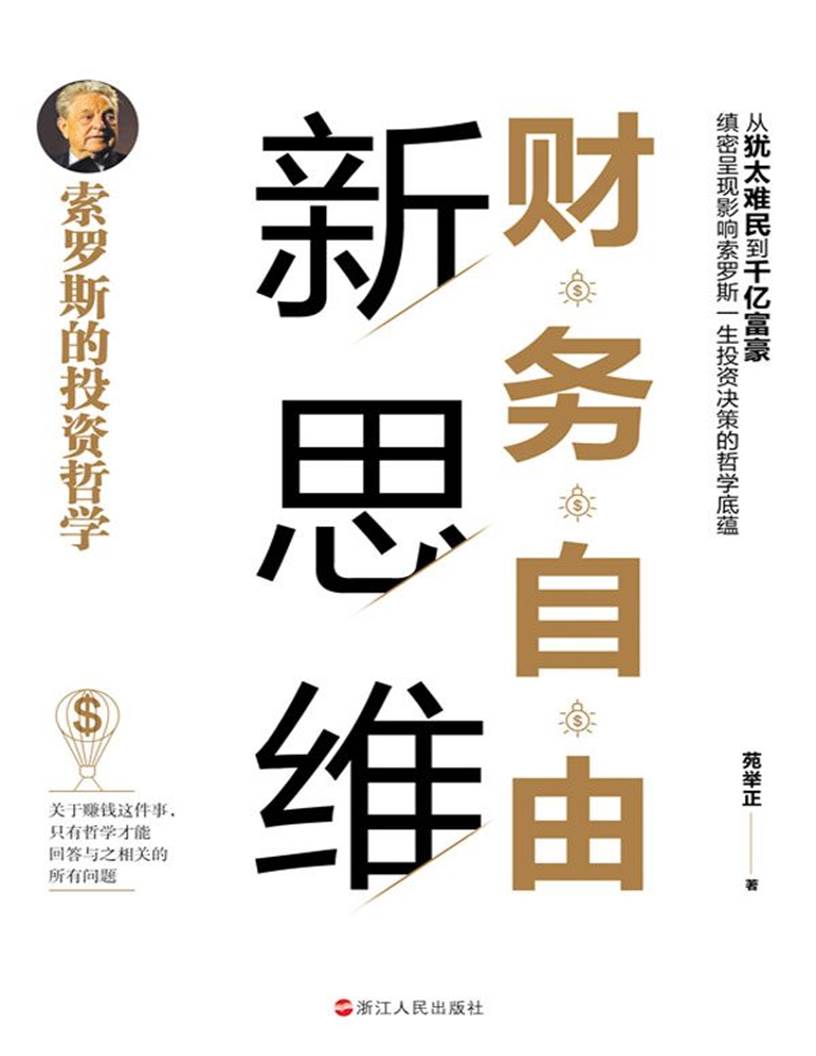 从犹太难民到千亿富豪
缜密呈现影响索罗斯一生投资决策的哲学底蕴
财务自由
新思维
索罗斯的投资哲学
苑举正
著
$
关于赚钱这件事，
只有哲学才能
回答与之相关的
所有问题
浙江人民出版社